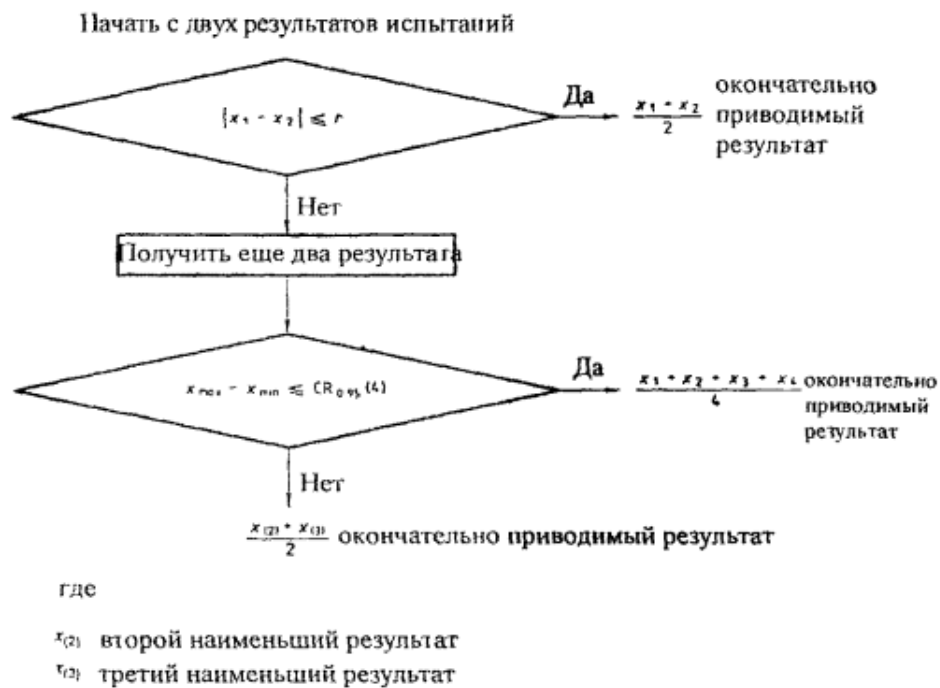 Начать с двух результатов испытаний
|x₁ - x₂| ≤ r
Да
(x₁ + x₂)/2 окончательно
приводимый
результат
Нет
Получить еще два результата
x max - x min ≤ CR₀,₉₅(4)
Да
(x₁ + x₂ + x₃ + x₄)/4 окончательно
приводимый
результат
Нет
(x₍₂₎ + x₍₃₎)/2 окончательно приводимый результат
где
x₍₂₎ второй наименьший результат
x₍₃₎ третий наименьший результат